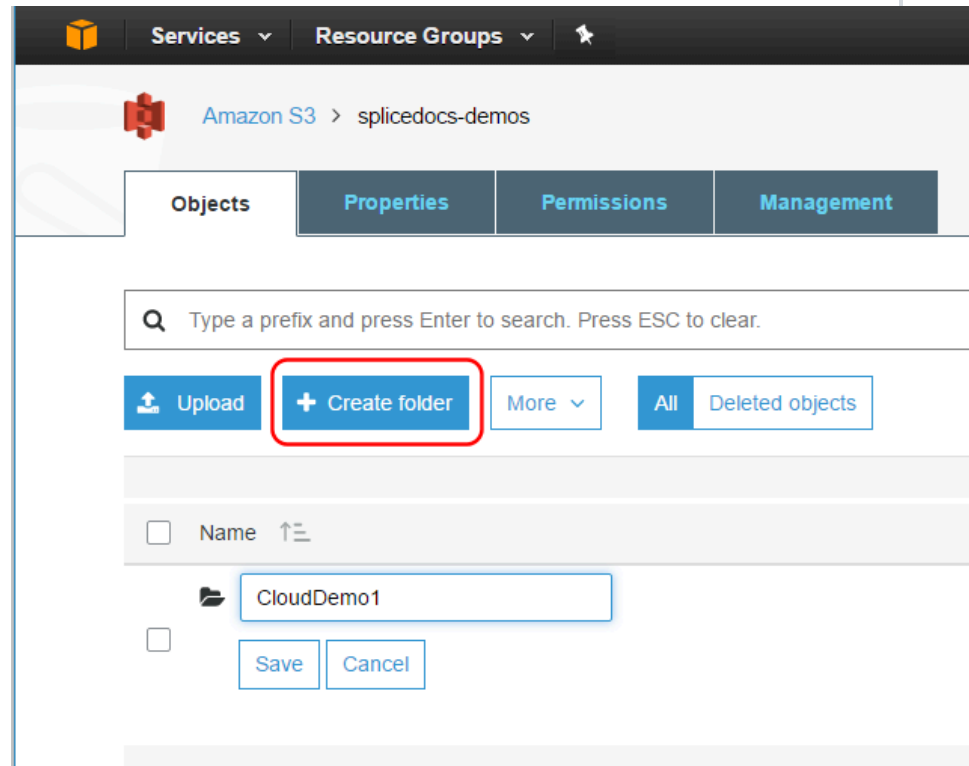 Services Resource Groups
Amazon S3 > splicedocs-demos
Objects Properties Permissions Management
Type a prefix and press Enter to search. Press ESC to clear.
Upload + Create folder More All Deleted objects
Name
CloudDemo1
Save Cancel